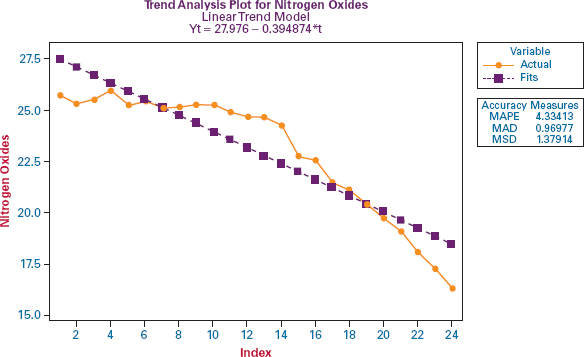 Trend Analysis Plot for Nitrogen Oxides
Linear Trend Model
Yt = 27.976 – 0.394874*t
27.5
25.0
22.5
20.0
17.5
15.0
Nitrogen Oxides
2 4 6 8 10 12 14 16 18 20 22 24
Index
Variable
Actual
Fits
Accuracy Measures
MAPE 4.33413
MAD 0.96977
MSD 1.37914